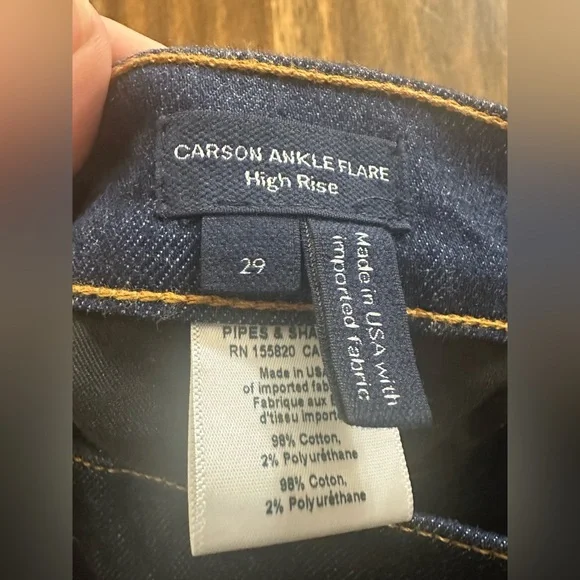 CARSON ANKLE FLARE
High Rise
29
Made in USA with
imported fabric
PIPES & SHA
RN 155820 CA
Made in USA
of imported fab
Fabrique aux
d'tissu import
98% Cotton,
2% Polyuréthane
98% Coton,
2% Polyuréthane